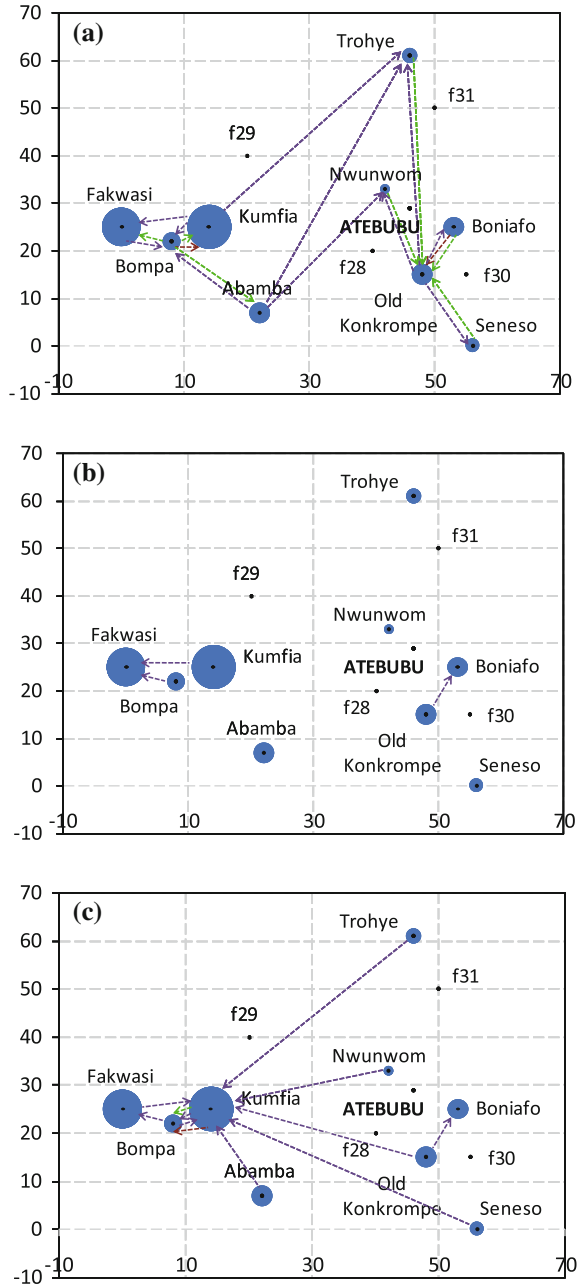 70
(a)
Trohye
60
f31
50
f29
40
Nwunwom
Fakwasi
30
Kumfia
ATEBUBU
Boniafo
20
Bompa
f28
f30
Abamba
Old
10
Konkrompe
Seneso
0
-10
-10
10
30
50
70
70
(b)
Trohye
60
f31
50
f29
40
Nwunwom
Fakwasi
30
Kumfia
ATEBUBU
Boniafo
20
Bompa
f28
f30
Abamba
Old
10
Konkrompe
Seneso
0
-10
-10
10
30
50
70
70
(c)
Trohye
60
f31
50
f29
40
Nwunwom
Fakwasi
30
Kumfia
ATEBUBU
Boniafo
20
Bompa
f28
f30
Abamba
Old
10
Konkrompe
Seneso
0
-10
-10
10
30
50
70